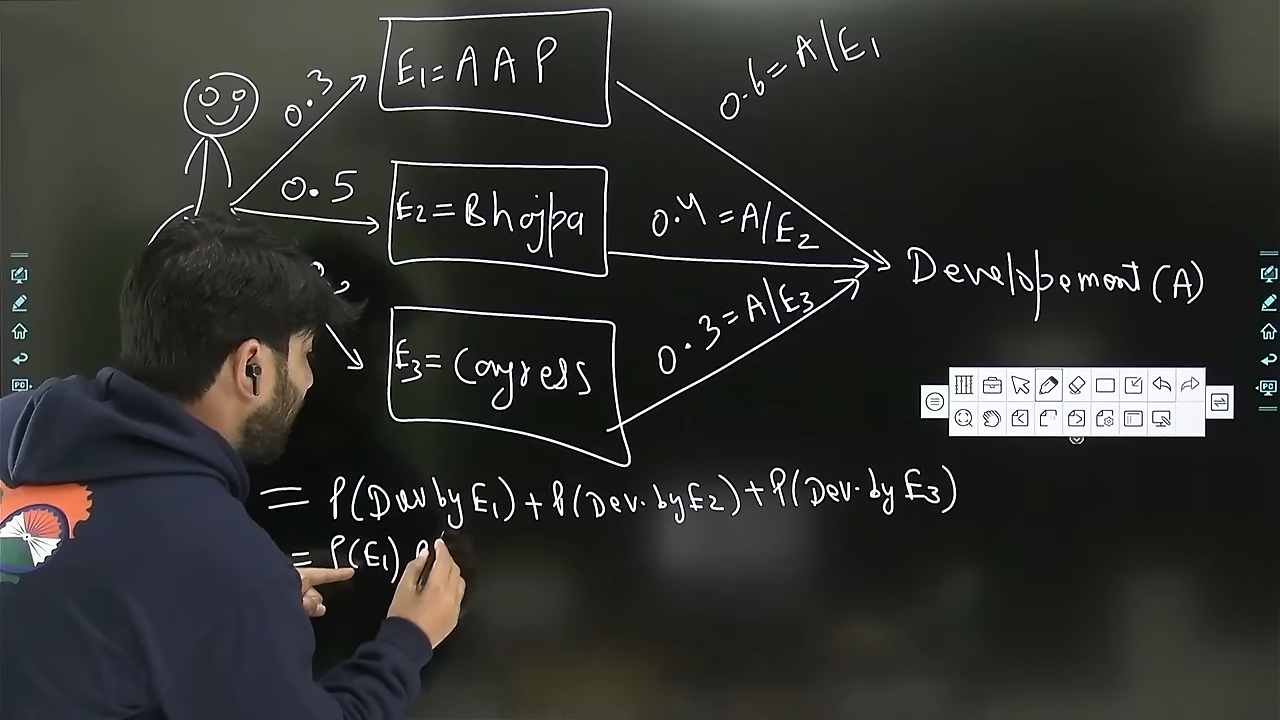 0.3
E1 = AAP
0.6 = A/E1
0.5
E2 = Bhajpa
0.4 = A/E2
Developement (A)
E3 = Congress
0.3 = A/E3
= P(Dev by E1) + P(Dev. by E2) + P(Dev. by E3)
= P(E1)